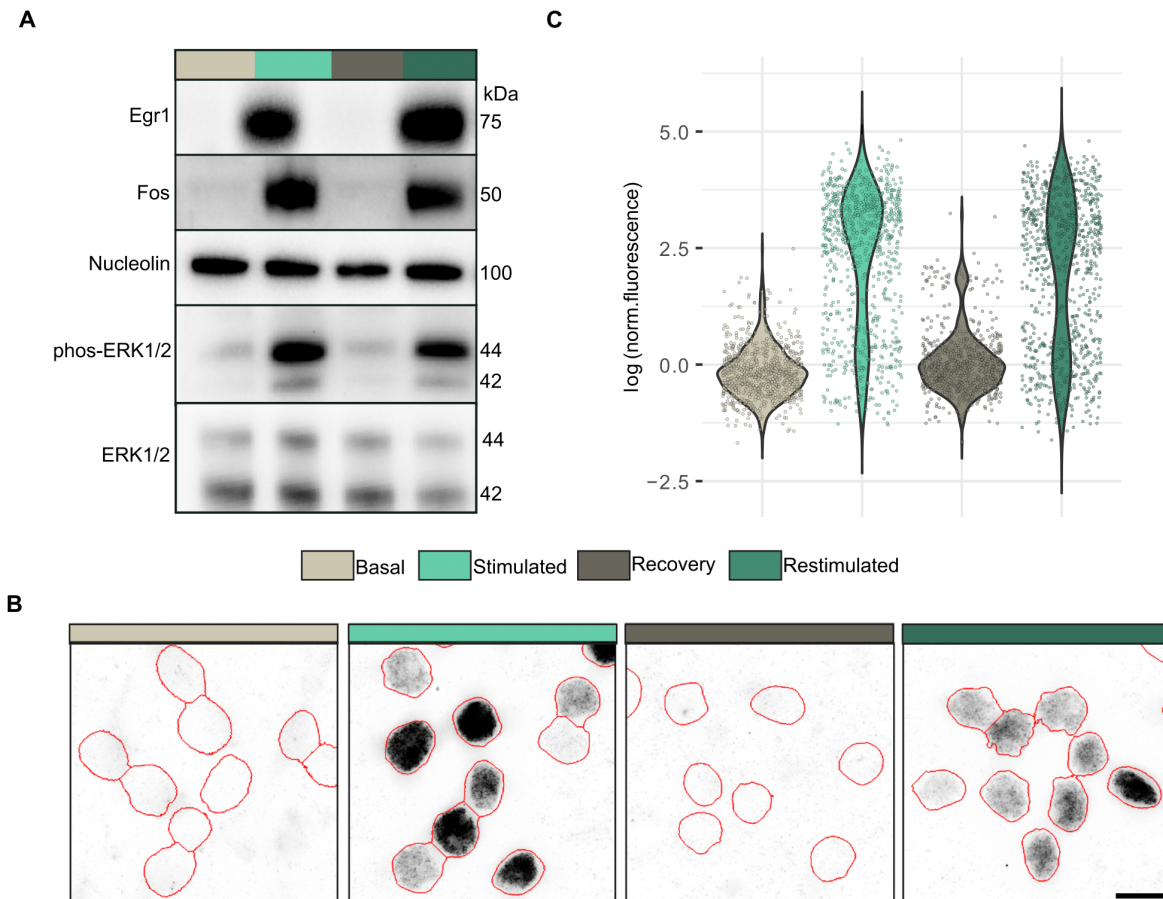 A
kDa
Egr1
75
Fos
50
Nucleolin
100
phos-ERK1/2
44
42
ERK1/2
44
42
C
log (norm.fluorescence)
5.0
2.5
0.0
−2.5
Basal
Stimulated
Recovery
Restimulated
B